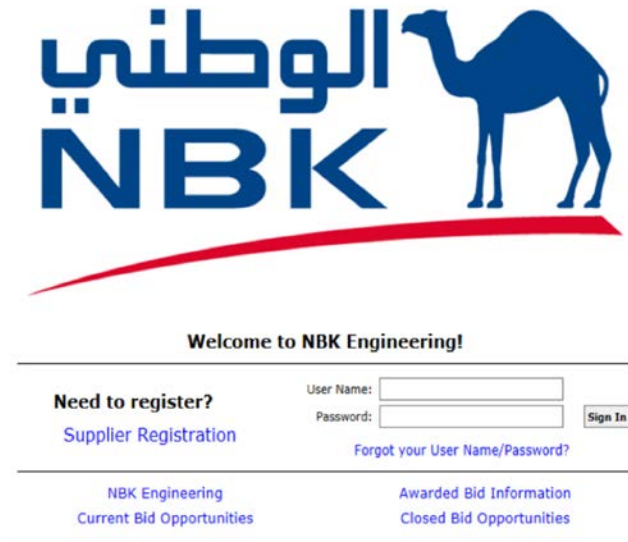 الوطني
NBK
Welcome to NBK Engineering!
Need to register?
Supplier Registration
User Name:
Password:
Sign In
Forgot your User Name/Password?
NBK Engineering
Awarded Bid Information
Current Bid Opportunities
Closed Bid Opportunities